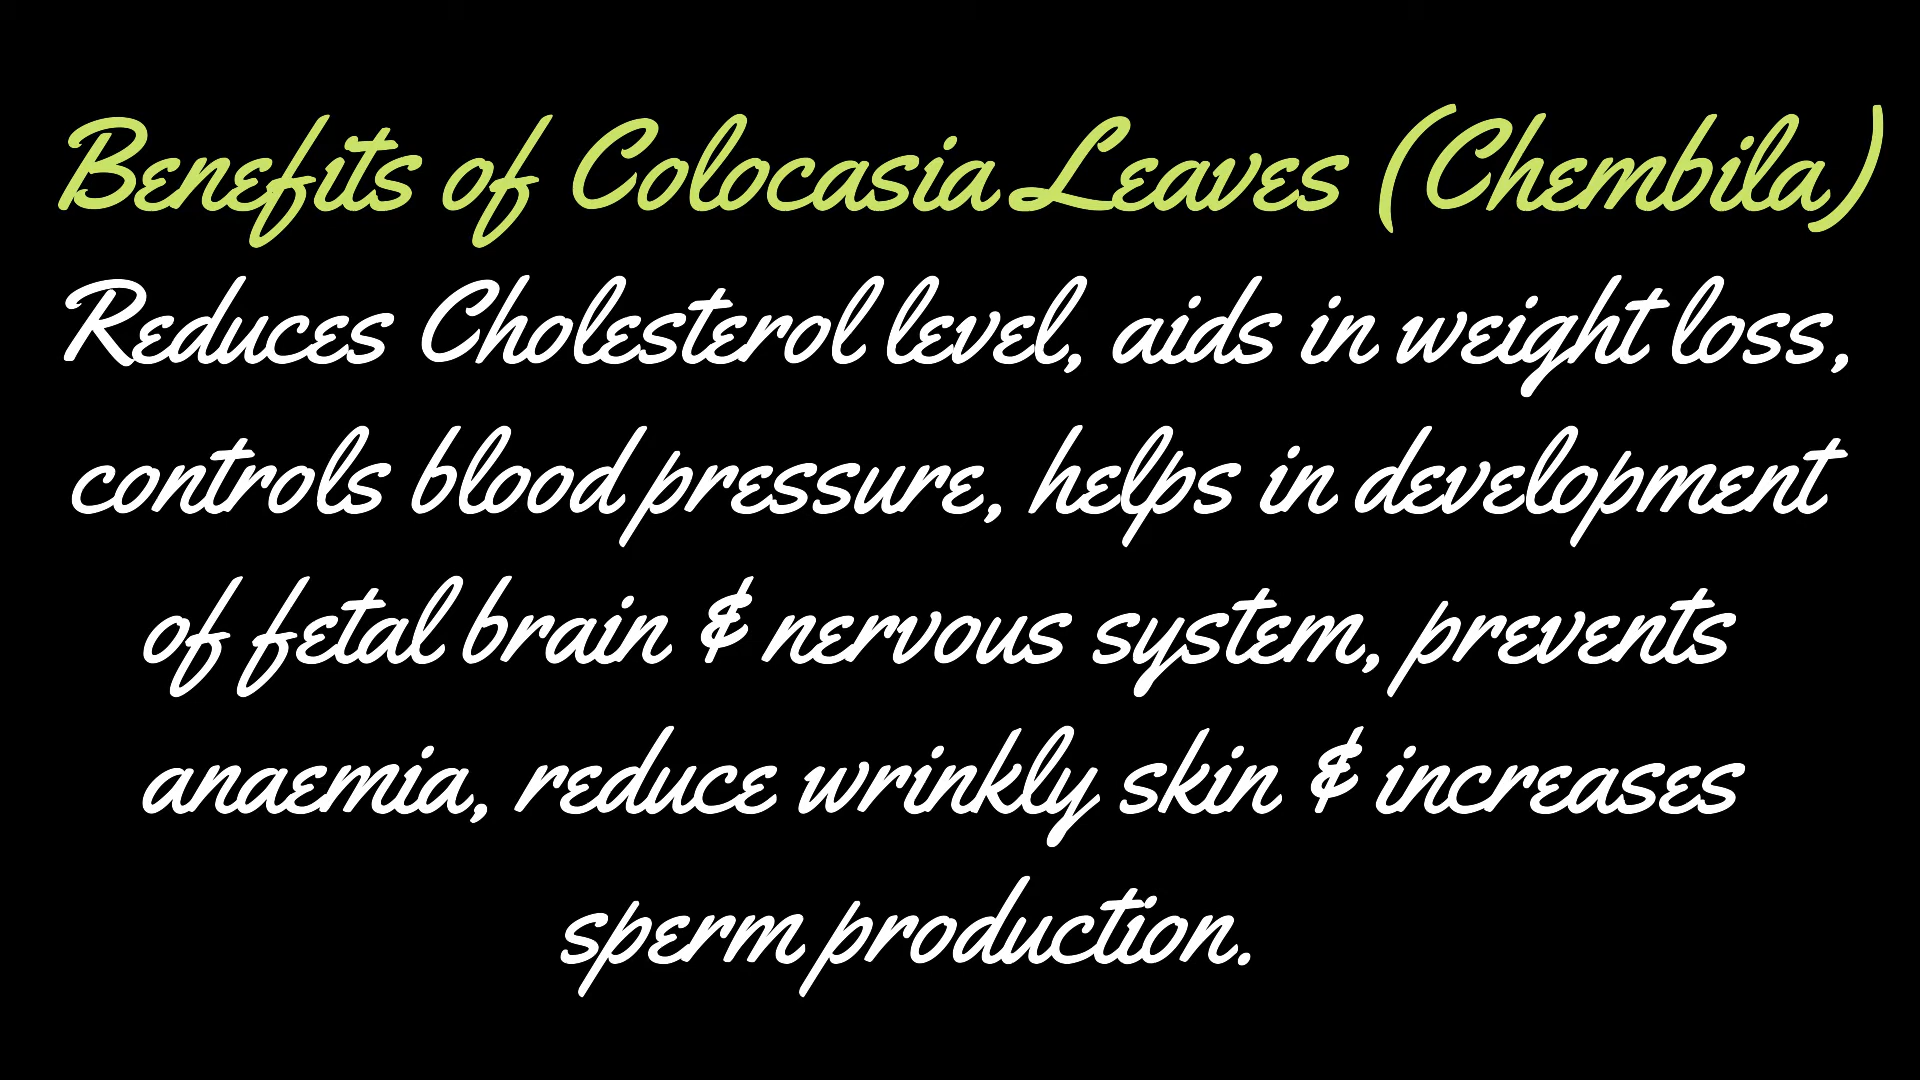 Benefits of Colocasia Leaves (Chembila)
Reduces Cholesterol level, aids in weight loss,
controls blood pressure, helps in development
of fetal brain & nervous system, prevents
anaemia, reduce wrinkly skin & increases
sperm production.